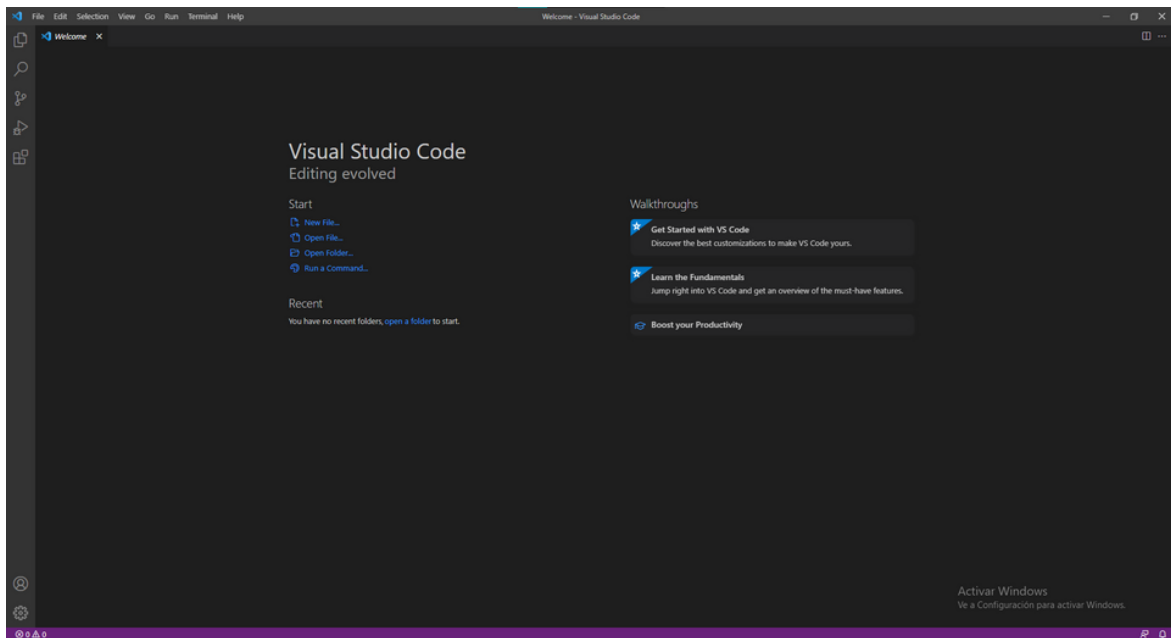 File Edit Selection View Go Run Terminal Help
Welcome - Visual Studio Code
Welcome
Visual Studio Code
Editing evolved
Start
New File...
Open File...
Open Folder...
Run a Command...
Recent
You have no recent folders, open a folder to start.
Walkthroughs
Get Started with VS Code
Discover the best customizations to make VS Code yours.
Learn the Fundamentals
Jump right into VS Code and get an overview of the must-have features.
Boost your Productivity
Activar Windows
Ve a Configuración para activar Windows.
0 0